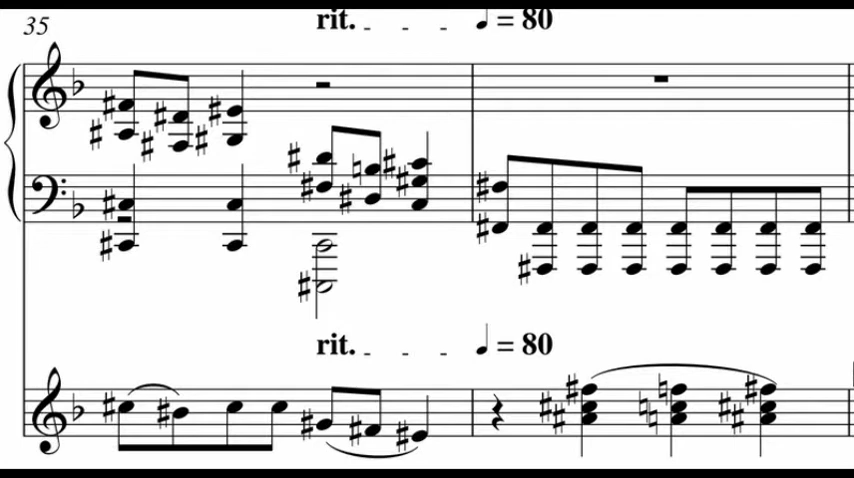 rit. _ _ _ ♩ = 80
35
rit. _ _ _ ♩ = 80